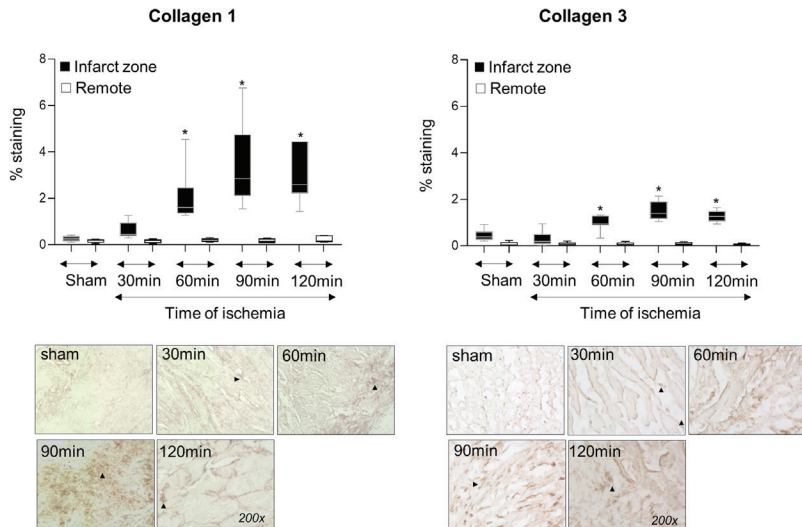 Collagen 1
8
6
4
2
0
% staining
Infarct zone
Remote
*
*
*
Sham
30min
60min
90min
120min
Time of ischemia
sham
30min
60min
90min
120min
200x
Collagen 3
8
6
4
2
0
% staining
Infarct zone
Remote
*
*
*
Sham
30min
60min
90min
120min
Time of ischemia
sham
30min
60min
90min
120min
200x